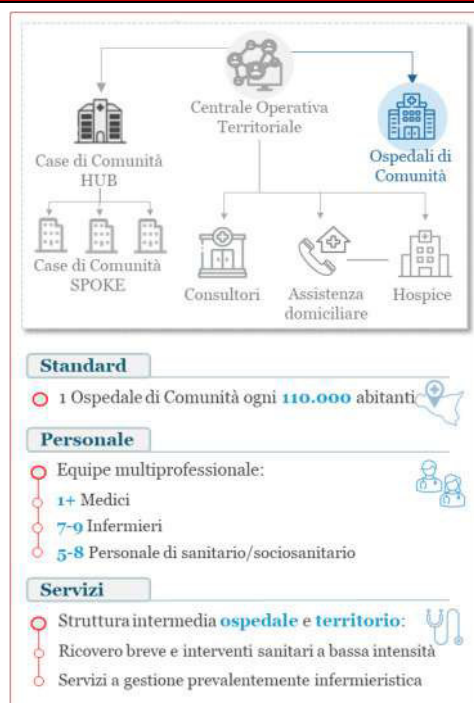 Centrale Operativa
Territoriale
Case di Comunità
HUB
Ospedali di
Comunità
Case di Comunità
SPOKE
Consultori
Assistenza
domiciliare
Hospice
Standard
1 Ospedale di Comunità ogni 110.000 abitanti
Personale
Equipe multiprofessionale:
1+ Medici
7-9 Infermieri
5-8 Personale di sanitario/sociosanitario
Servizi
Struttura intermedia ospedale e territorio:
Ricovero breve e interventi sanitari a bassa intensità
Servizi a gestione prevalentemente infermieristica